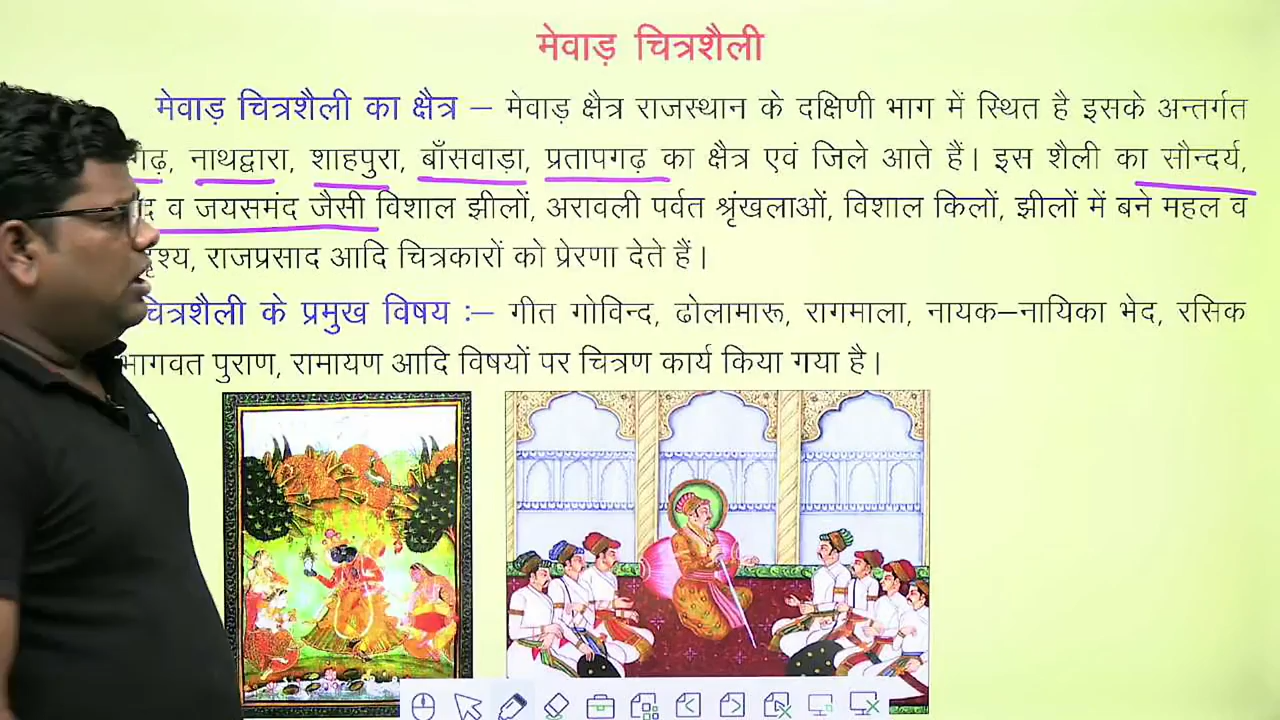 मेवाड़ चित्रशैली
मेवाड़ चित्रशैली का क्षैत्र – मेवाड़ क्षैत्र राजस्थान के दक्षिणी भाग में स्थित है इसके अन्तर्गत
नाथद्वारा, शाहपुरा, बाँसवाड़ा, प्रतापगढ़ का क्षैत्र एवं जिले आते हैं। इस शैली का सौन्दर्य,
व जयसमंद जैसी विशाल झीलों, अरावली पर्वत श्रृंखलाओं, विशाल किलों, झीलों में बने महल व
राजप्रसाद आदि चित्रकारों को प्रेरणा देते हैं।
चित्रशैली के प्रमुख विषय :– गीत गोविन्द, ढोलामारू, रागमाला, नायक–नायिका भेद, रसिक
भागवत पुराण, रामायण आदि विषयों पर चित्रण कार्य किया गया है।